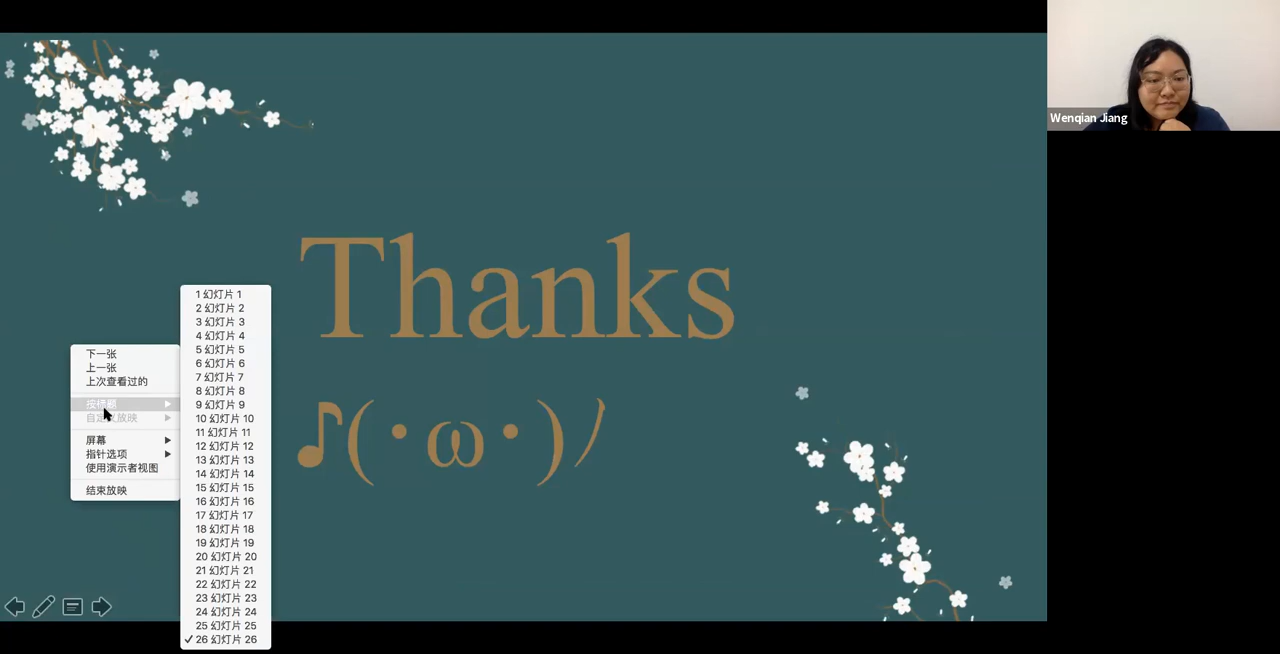 Wenqian Jiang
Thanks
♪(･ω･)ﾉ
下一张
上一张
上次查看过的
按标题
自定义放映
屏幕
指针选项
使用演示者视图
结束放映
1 幻灯片 1
2 幻灯片 2
3 幻灯片 3
4 幻灯片 4
5 幻灯片 5
6 幻灯片 6
7 幻灯片 7
8 幻灯片 8
9 幻灯片 9
10 幻灯片 10
11 幻灯片 11
12 幻灯片 12
13 幻灯片 13
14 幻灯片 14
15 幻灯片 15
16 幻灯片 16
17 幻灯片 17
18 幻灯片 18
19 幻灯片 19
20 幻灯片 20
21 幻灯片 21
22 幻灯片 22
23 幻灯片 23
24 幻灯片 24
25 幻灯片 25
✓ 26 幻灯片 26